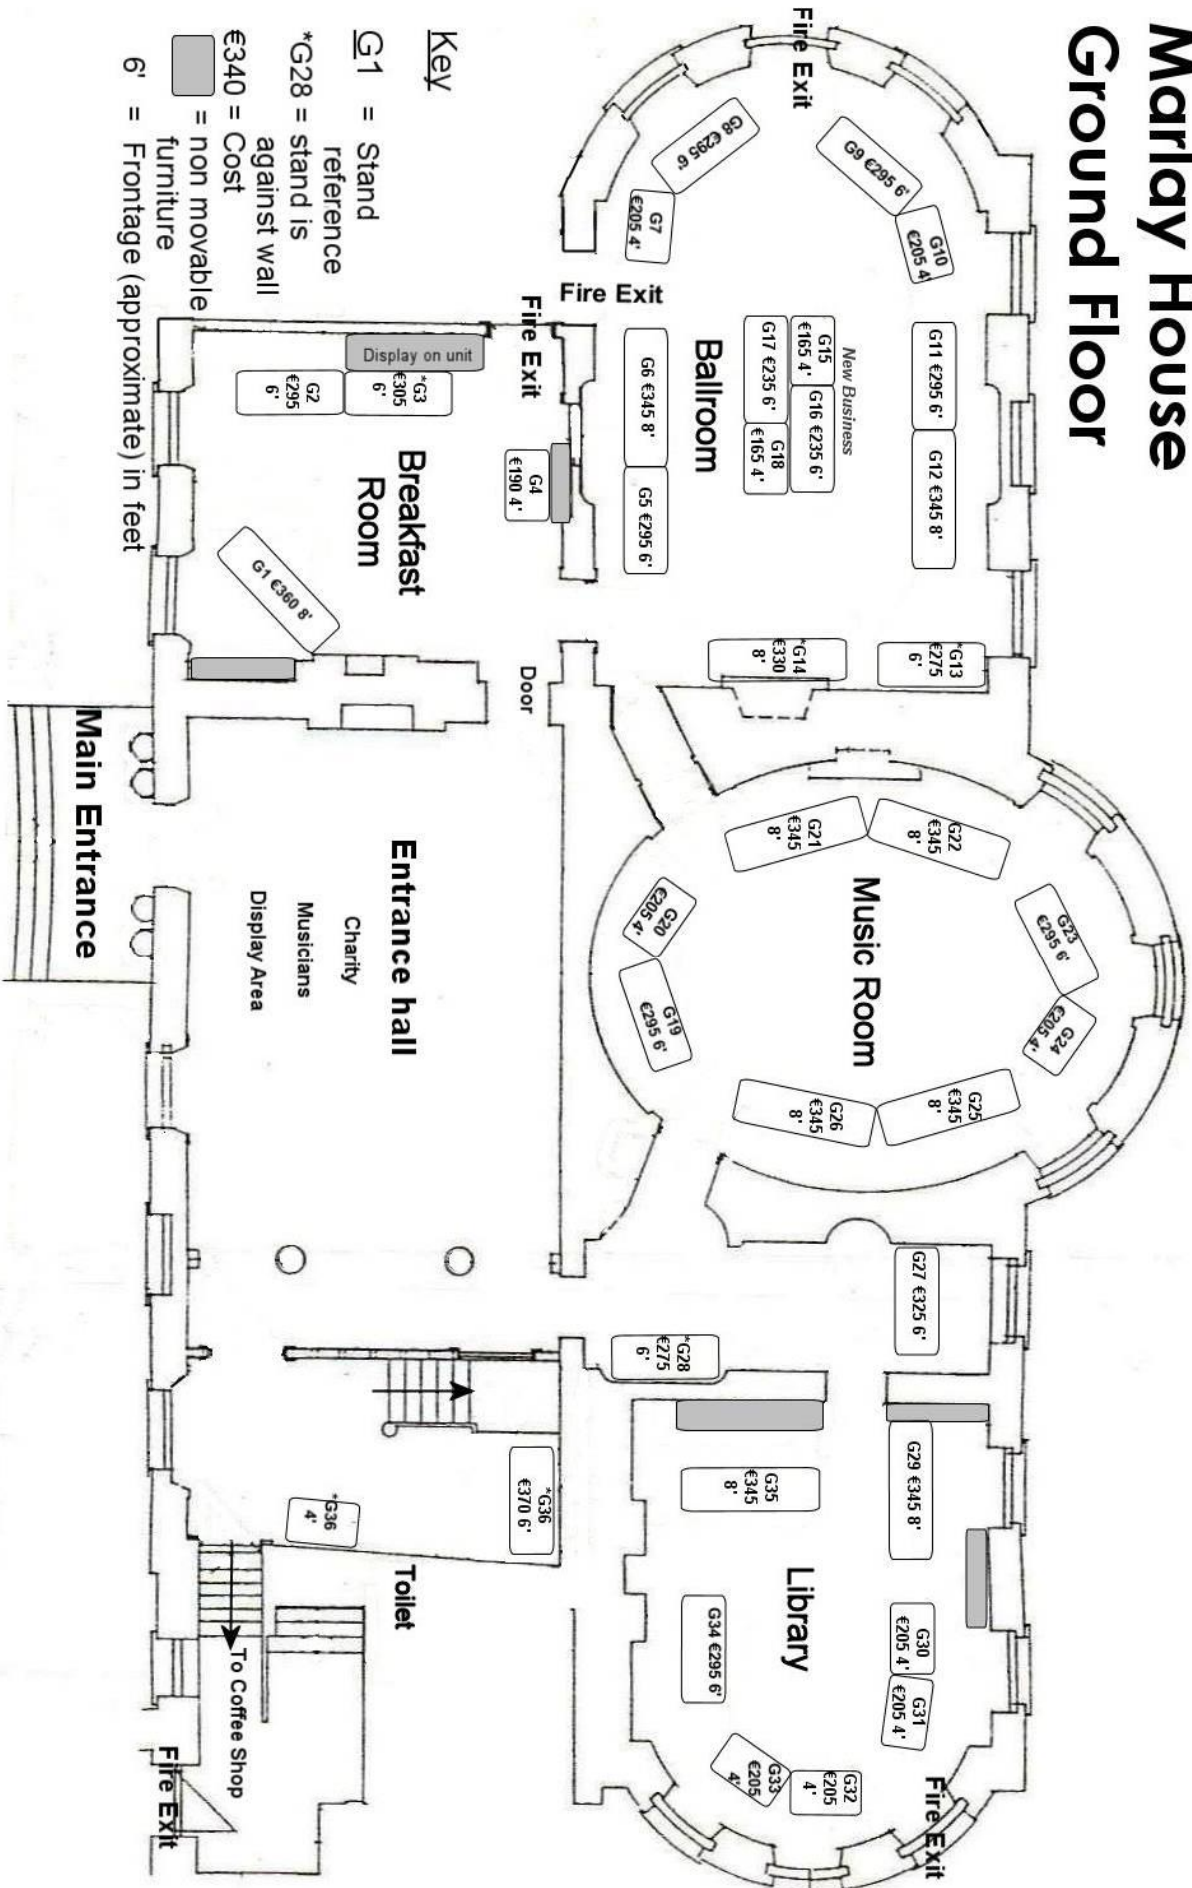 Marlay House
Ground Floor
Key
G1 = Stand
reference
*G28 = stand is
against wall
€340 = Cost
= non movable
furniture
6' = Frontage (approximate) in feet
Fire Exit
G8 €295 6'
G9 €295 6'
G7
€205 4'
G10
€205 4'
Fire Exit
Fire Exit
Ballroom
G6 €345 8'
G5 €295 6'
G17 €235 6'
G18
€165 4'
G15
€165 4'
G16 €235 6'
New Business
G11 €295 6'
G12 €345 8'
*G13
€275
6'
*G14
€330
8'
Display on unit
*G3
€305
6'
G2
€295
6'
G4
€190 4'
Breakfast
Room
G1 €360 8'
Door
Main Entrance
Entrance hall
Charity
Musicians
Display Area
Music Room
G21
€345
8'
G22
€345
8'
G20
€205 4'
G19
€295 6'
G23
€295 6'
G24
€205 4'
G25
€345
8'
G26
€345
8'
G27 €325 6'
*G28
€275
6'
G29 €345 8'
G35
€345
8'
Library
G30
€205 4'
G31
€205 4'
G34 €295 6'
G33
€205
4'
G32
€205
4'
Fire Exit
*G36
€370 6'
*G36
4'
Toilet
To Coffee Shop
Fire Exit